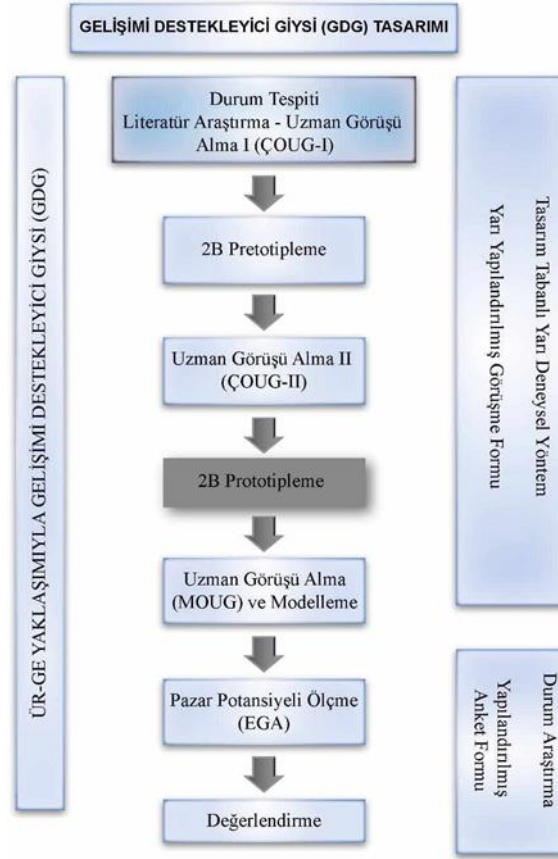 GELİŞİMİ DESTEKLEYİCİ GİYSİ (GDG) TASARIMI
ÜR-GE YAKLAŞIMIYLA GELİŞİMİ DESTEKLEYİCİ GİYSİ (GDG)
Durum Tespiti
Literatür Araştırma - Uzman Görüşü
Alma I (ÇOUG-I)
2B Pretotipleme
Uzman Görüşü Alma II
(ÇOUG-II)
2B Prototipleme
Uzman Görüşü Alma
(MOUG) ve Modelleme
Pazar Potansiyeli Ölçme
(EGA)
Değerlendirme
Tasarım Tabanlı Yarı Deneysel Yöntem
Yarı Yapılandırılmış Görüşme Formu
Durum Araştırma
Yapılandırılmış
Anket Formu